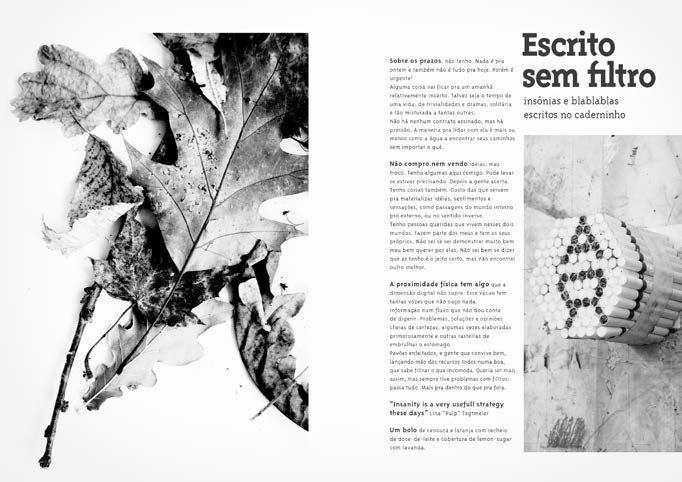 Escrito
sem filtro
insônias e blablablas
escritos no caderninho
Sobre os prazos, não tenho. Nada é pra
ontem e também não é tudo pra hoje. Porém é
urgente!
Alguma coisa vai ficar pra um amanhã
relativamente incerto. Talvez seja o tempo de
uma vida; de trivialidades e dramas, solitária
e tão misturada a tantas outras.
Não há nenhum contrato assinado, mas há
pressão. A maneira pra lidar com ela é mais ou
menos como a água a encontrar seus caminhos
sem importar o quê.
Não compro nem vendo idéias, mas
troco. Tenho algumas aqui comigo. Pode levar
se estiver precisando. Depois a gente acerta.
Tenho coisas também. Gosto das que servem
pra materializar idéias, sentimentos e
sensações, como passagens do mundo interno
pro externo, ou no sentido inverso.
Tenho pessoas queridas que vivem nesses dois
mundos. Fazem parte dos meus e tem os seus
próprios. Não sei se sei demonstrar muito bem
meu bem querer por elas. Não sei bem se dizer
que as tenho é o jeito certo, mas não encontrei
outro melhor.
A proximidade física tem algo que a
dimensão digital não supre. Esse vácuo tem
tantas vozes que não ouço nada.
Informação num fluxo que não dou conta
de digerir. Problemas, soluções e opiniões
cheias de certezas, algumas vezes elaboradas
primorosamente e outras rasteiras de
embrulhar o estômago.
Pavões enfeitados, e gente que convive bem,
lançando mão dos recursos todos numa boa,
que sabe filtrar o que incomoda. Queria ser mais
assim, mas sempre tive problemas com filtros:
passa tudo. Mais pra dentro do que pra fora.
"Insanity is a very usefull strategy
these days" Lina "Pulp" Tegtmeier
Um bolo de cenoura e laranja com recheio
de doce-de-leite e cobertura de lemon-sugar
com lavanda.